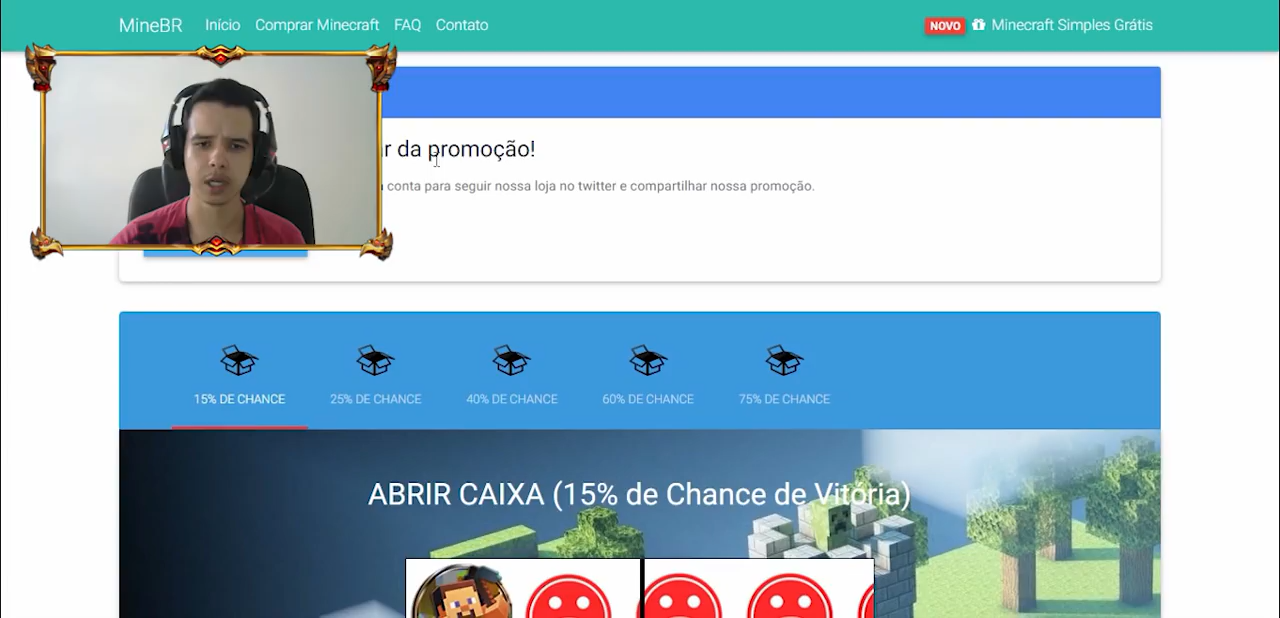 MineBR Início Comprar Minecraft FAQ Contato NOVO Minecraft Simples Grátis
da promoção!
conta para seguir nossa loja no twitter e compartilhar nossa promoção.
15% DE CHANCE 25% DE CHANCE 40% DE CHANCE 60% DE CHANCE 75% DE CHANCE
ABRIR CAIXA (15% de Chance de Vitória)